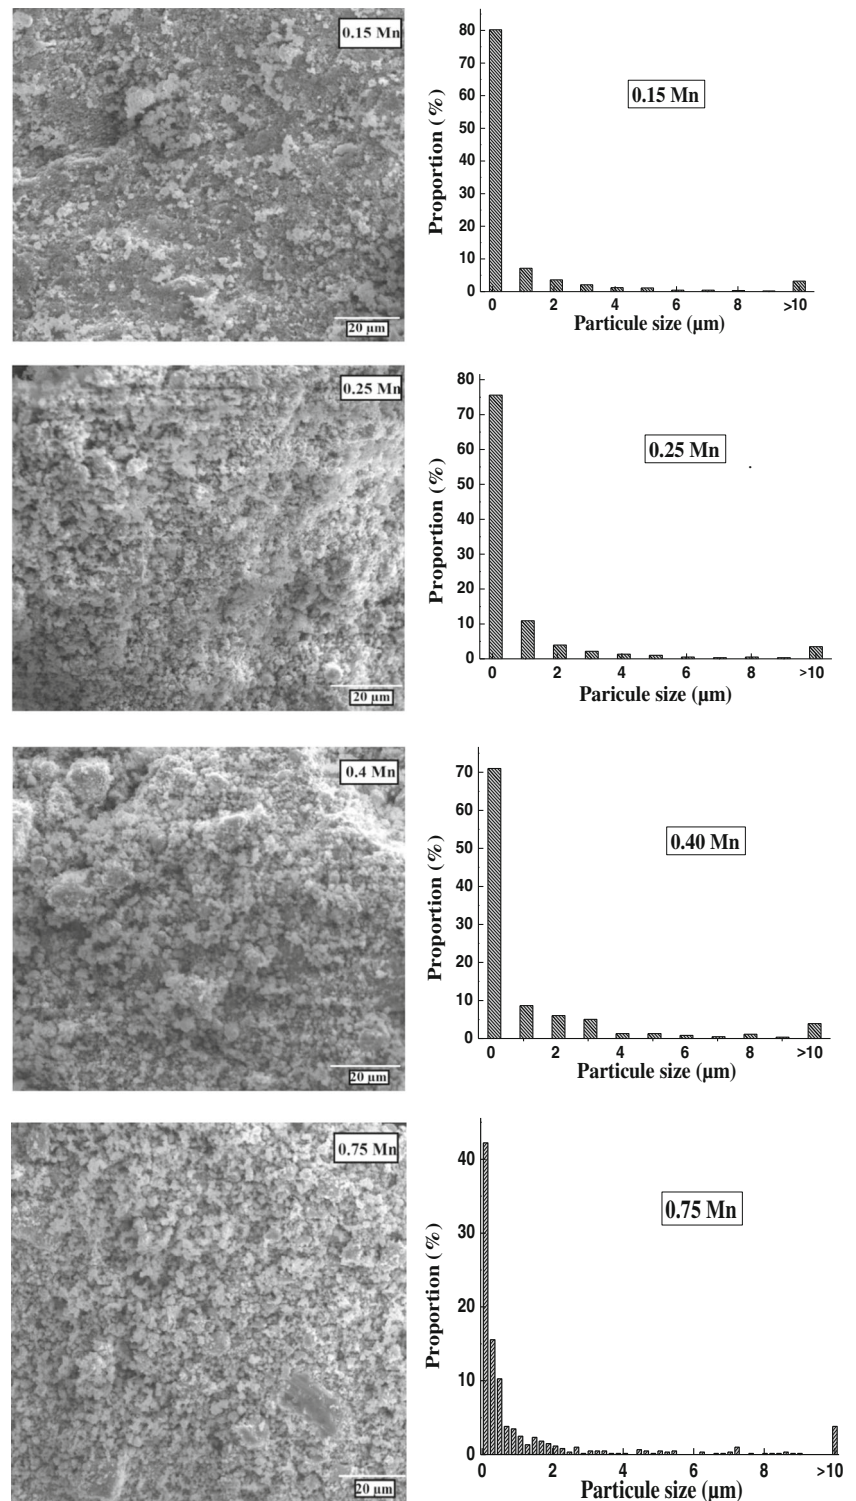 0.15 Mn
20 µm
80
70
60
50
40
30
20
10
0
Proportion (%)
0.15 Mn
0 2 4 6 8 >10
Particule size (µm)
0.25 Mn
20 µm
80
70
60
50
40
30
20
10
0
Proportion (%)
0.25 Mn
0 2 4 6 8 >10
Paricule size (µm)
0.4 Mn
20 µm
70
60
50
40
30
20
10
0
Proportion (%)
0.40 Mn
0 2 4 6 8 >10
Particule size (µm)
0.75 Mn
20 µm
40
30
20
10
0
Proportion (%)
0.75 Mn
0 2 4 6 8 >10
Particule size (µm)